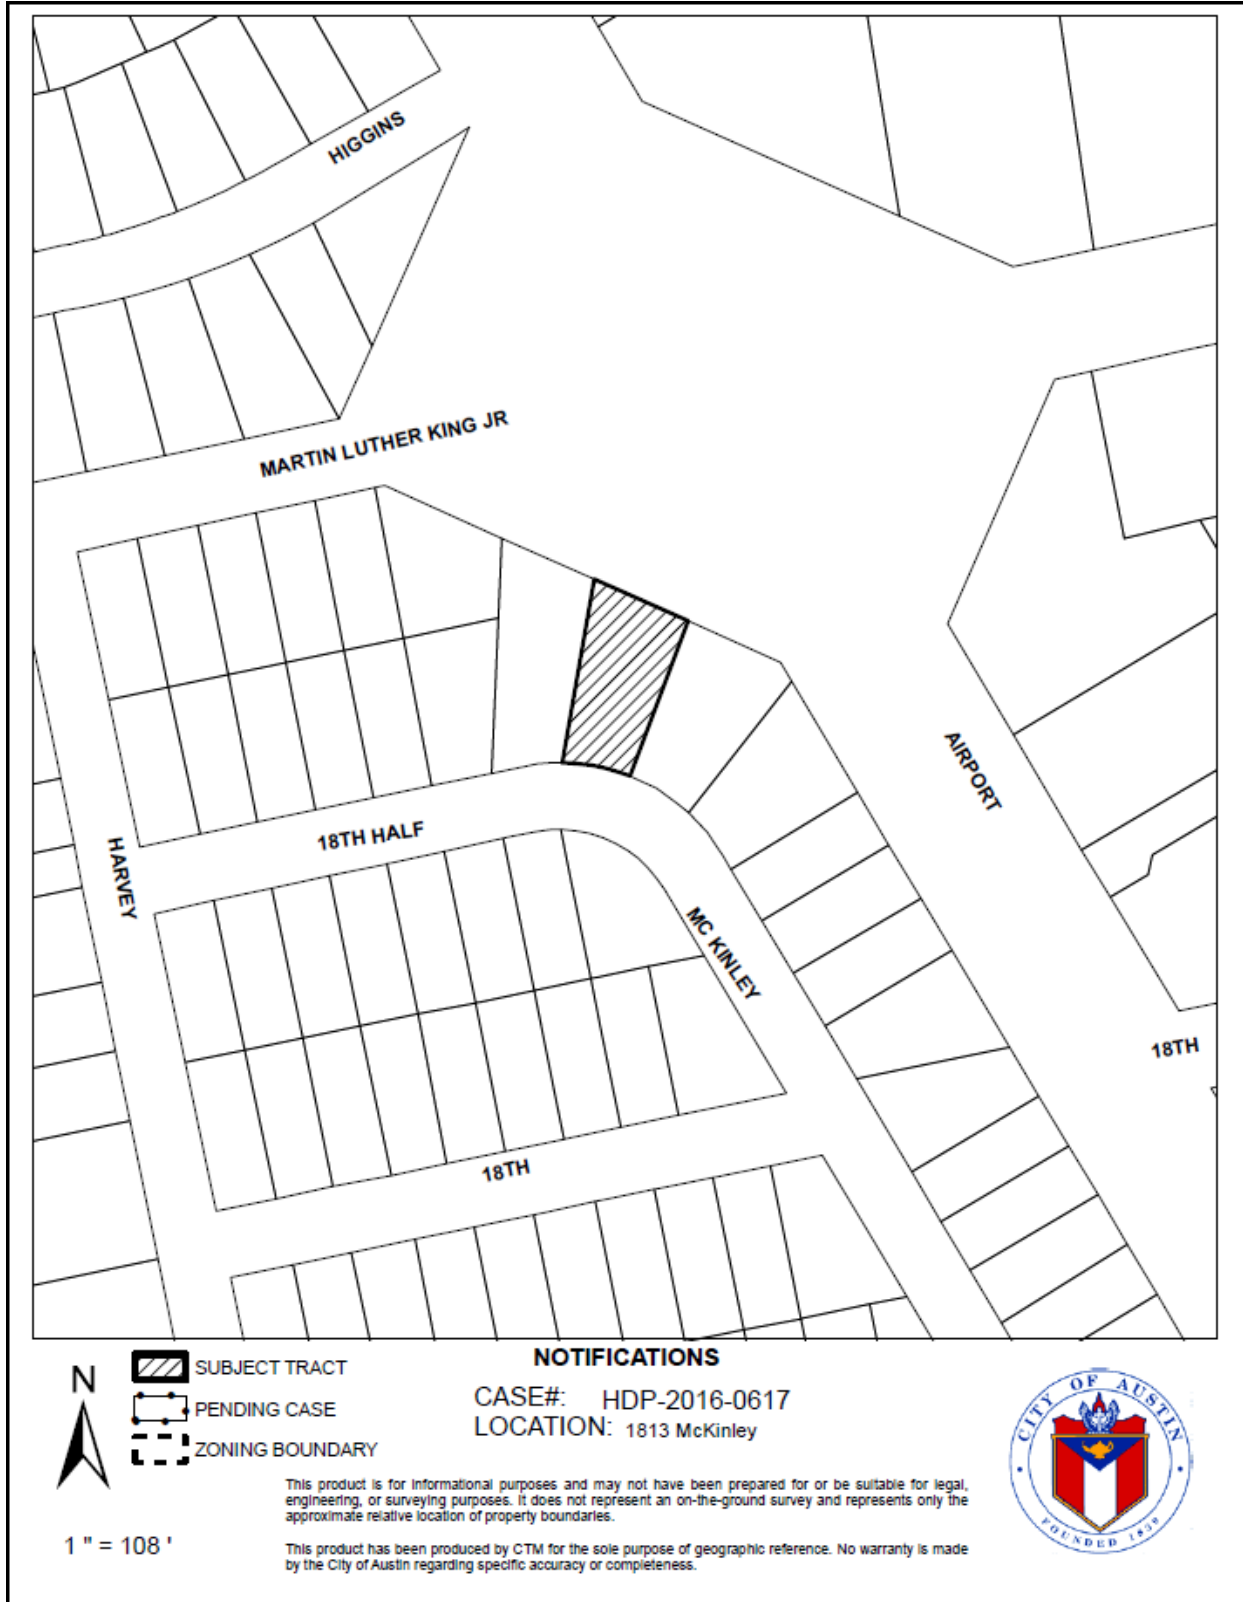 HIGGINS
MARTIN LUTHER KING JR
AIRPORT
18TH HALF
HARVEY
MC KINLEY
18TH
18TH
N
SUBJECT TRACT
PENDING CASE
ZONING BOUNDARY
1 " = 108 '
NOTIFICATIONS
CASE#: HDP-2016-0617
LOCATION: 1813 McKinley
This product is for informational purposes and may not have been prepared for or be suitable for legal,
engineering, or surveying purposes. It does not represent an on-the-ground survey and represents only the
approximate relative location of property boundaries.
This product has been produced by CTM for the sole purpose of geographic reference. No warranty is made
by the City of Austin regarding specific accuracy or completeness.
CITY OF AUSTIN
FOUNDED 1839